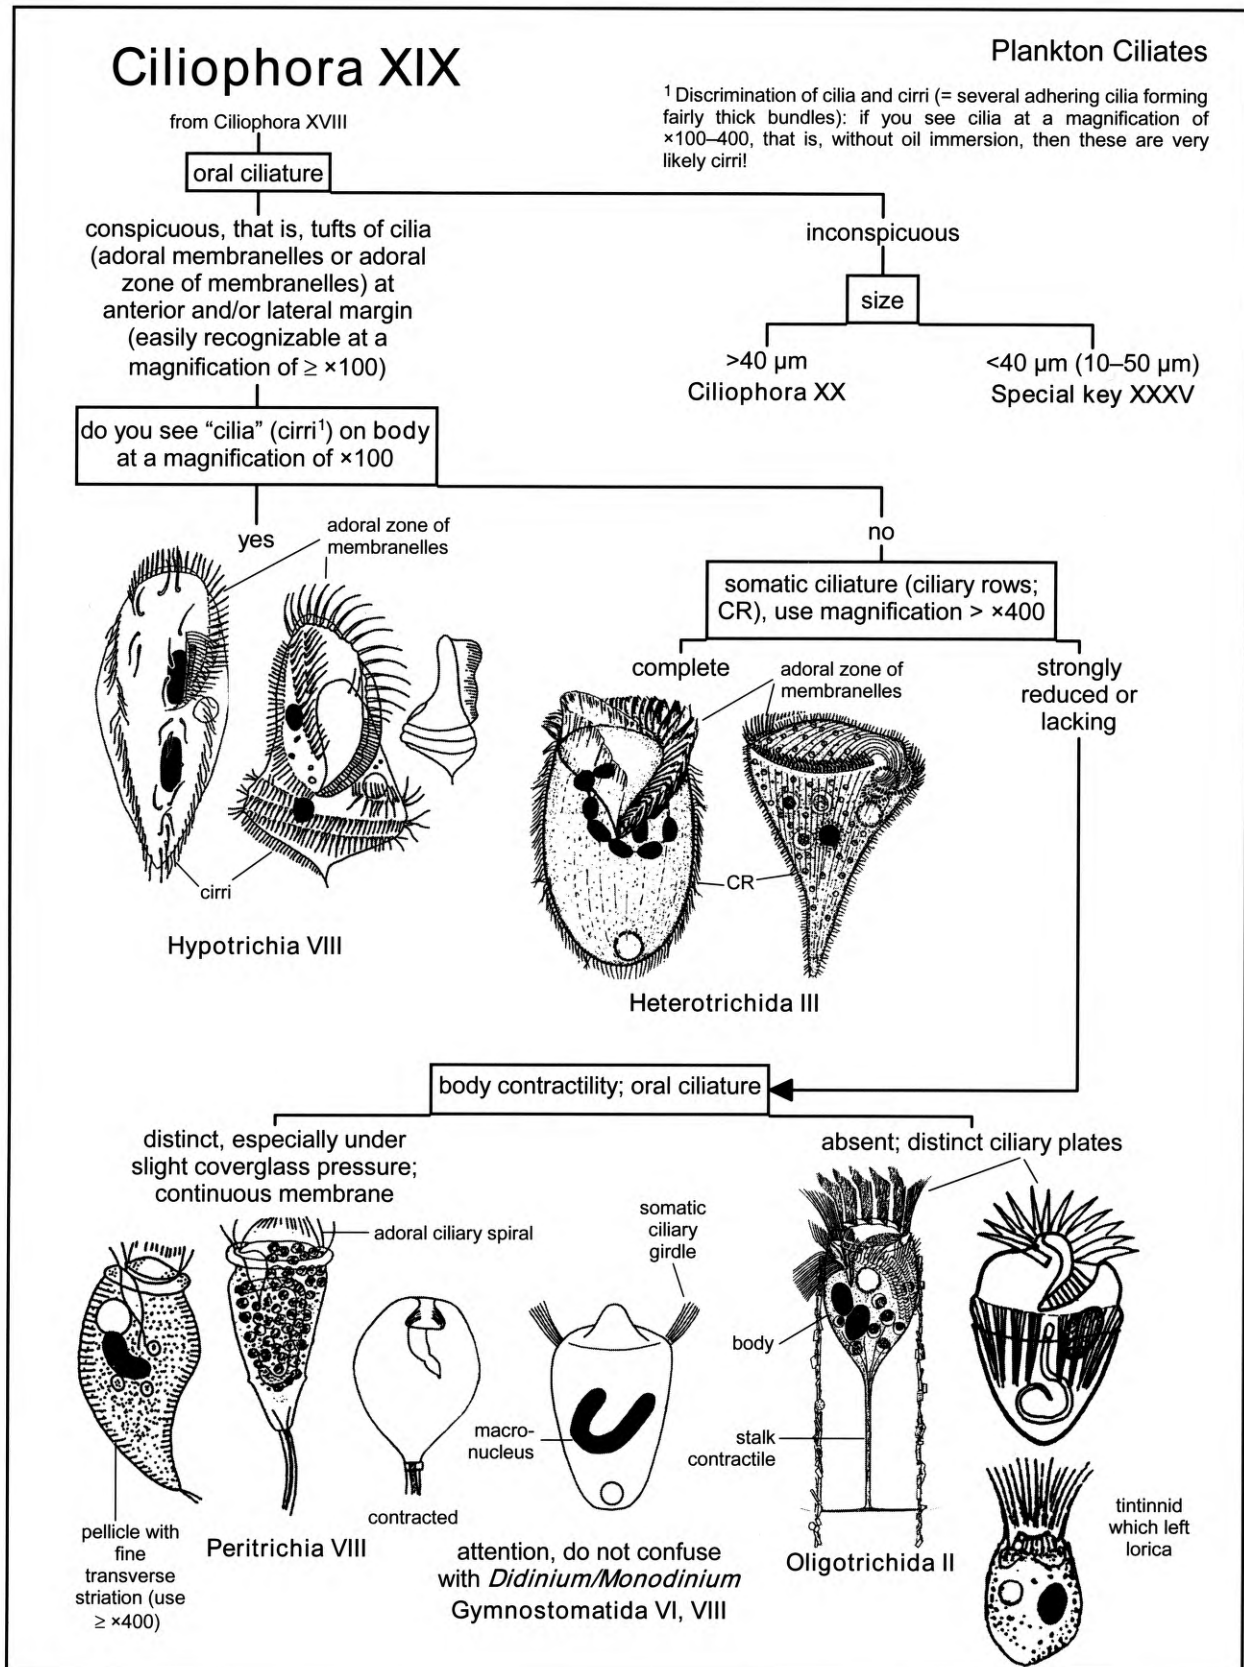 Ciliophora XIX
Plankton Ciliates
1 Discrimination of cilia and cirri (= several adhering cilia forming
fairly thick bundles): if you see cilia at a magnification of
×100–400, that is, without oil immersion, then these are very
likely cirri!
from Ciliophora XVIII
oral ciliature
conspicuous, that is, tufts of cilia
(adoral membranelles or adoral
zone of membranelles) at
anterior and/or lateral margin
(easily recognizable at a
magnification of ≥ ×100)
inconspicuous
size
>40 µm
Ciliophora XX
<40 µm (10–50 µm)
Special key XXXV
do you see “cilia” (cirri1) on body
at a magnification of ×100
yes
adoral zone of
membranelles
no
somatic ciliature (ciliary rows;
CR), use magnification > ×400
complete
adoral zone of
membranelles
strongly
reduced or
lacking
cirri
CR
Hypotrichia VIII
Heterotrichida III
body contractility; oral ciliature
distinct, especially under
slight coverglass pressure;
continuous membrane
absent; distinct ciliary plates
adoral ciliary spiral
somatic
ciliary
girdle
body
macro-
nucleus
stalk
contractile
contracted
pellicle with
fine
transverse
striation (use
≥ ×400)
Peritrichia VIII
attention, do not confuse
with Didinium/Monodinium
Gymnostomatida VI, VIII
Oligotrichida II
tintinnid
which left
lorica